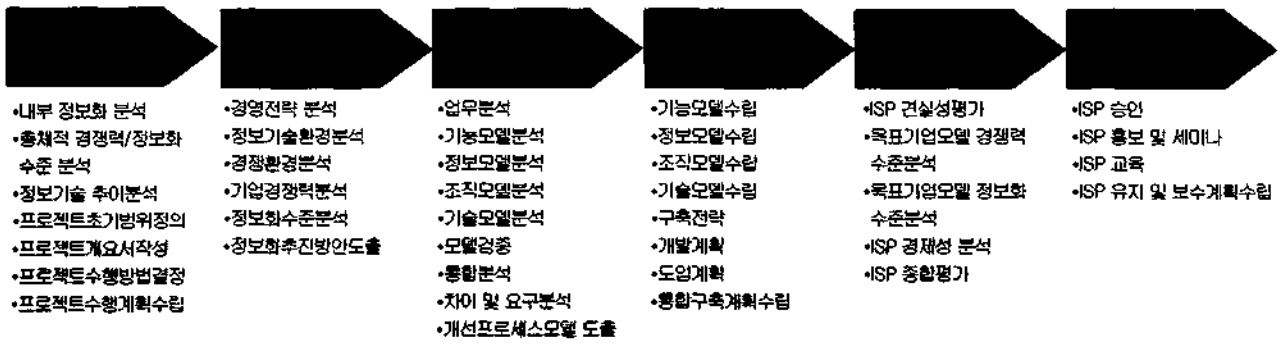 •내부 정보화 분석
•총체적 경쟁력/정보화
수준 분석
•정보기술 추이분석
•프로젝트초기범위정의
•프로젝트개요서작성
•프로젝트수행방법결정
•프로젝트수행계획수립
•경영전략 분석
•정보기술환경분석
•경쟁환경분석
•기업경쟁력분석
•정보화수준분석
•정보화추진방안도출
•업무분석
•기능모델분석
•정보모델분석
•조직모델분석
•기술모델분석
•모델검증
•통합분석
•차이 및 요구분석
•개선프로세스모델 도출
•기능모델수립
•정보모델수립
•조직모델수립
•기술모델수립
•구축전략
•개발계획
•도입계획
•통합구축계획수립
•ISP 견실성평가
•목표기업모델 경쟁력
수준분석
•목표기업모델 정보화
수준분석
•ISP 경제성 분석
•ISP 종합평가
•ISP 승인
•ISP 홍보 및 세미나
•ISP 교육
•ISP 유지 및 보수계획수립